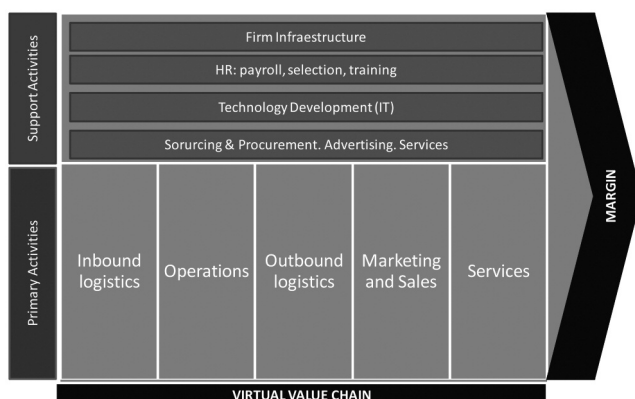 Support Activities
Firm Infraestructure
HR: payroll, selection, training
Technology Development (IT)
Sorurcing & Procurement. Advertising. Services
Primary Activities
Inbound
logistics
Operations
Outbound
logistics
Marketing
and Sales
Services
MARGIN
VIRTUAL VALUE CHAIN